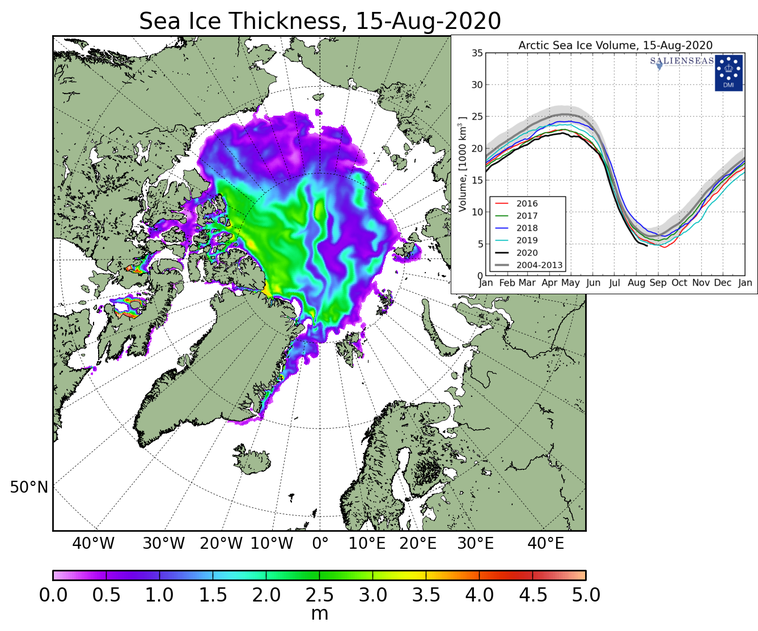 Sea Ice Thickness, 15-Aug-2020
Arctic Sea Ice Volume, 15-Aug-2020
SALIENSEAS
DMI
Volume, [1000 km³]
35
30
25
20
15
10
5
0
2016
2017
2018
2019
2020
2004-2013
Jan Feb Mar Apr May Jun Jul Aug Sep Oct Nov Dec Jan
50°N
40°W 30°W 20°W 10°W 0° 10°E 20°E 30°E 40°E
0.0 0.5 1.0 1.5 2.0 2.5 3.0 3.5 4.0 4.5 5.0
m